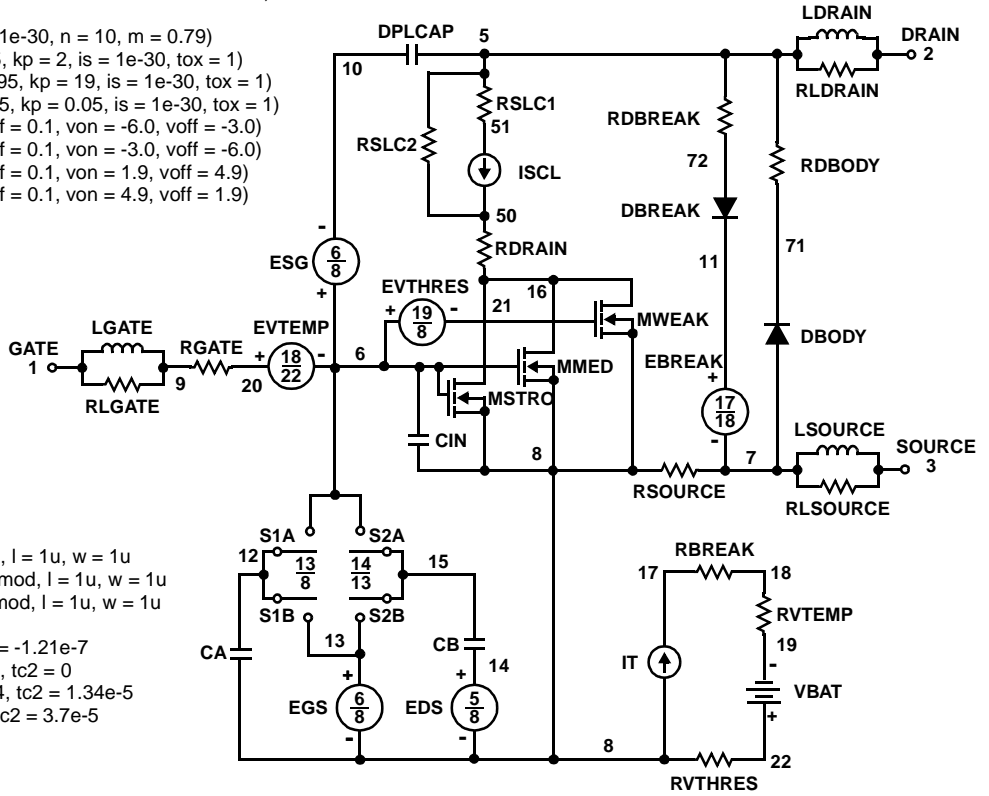 1e-30, n = 10, m = 0.79)
, kp = 2, is = 1e-30, tox = 1)
95, kp = 19, is = 1e-30, tox = 1)
5, kp = 0.05, is = 1e-30, tox = 1)
ff = 0.1, von = -6.0, voff = -3.0)
ff = 0.1, von = -3.0, voff = -6.0)
ff = 0.1, von = 1.9, voff = 4.9)
ff = 0.1, von = 4.9, voff = 1.9)
LDRAIN
DPLCAP 5 DRAIN
10 2
RLDRAIN
RSLC1
RDBREAK
51
RSLC2
72 RDBODY
ISCL
DBREAK
50
- 71
RDRAIN
6
8
ESG 11
EVTHRES
+ 16
+ 19 - 21
8 MWEAK
LGATE EVTEMP
DBODY
GATE RGATE + 18 - 6 EBREAK
1 22 MMED +
9 20
MSTRO 17
18
RLGATE
LSOURCE
CIN - SOURCE
8 7 3
RSOURCE
RLSOURCE
S1A S2A
, l = 1u, w = 1u 12 RBREAK
mod, l = 1u, w = 1u 13 14 15
8 13 17 18
mod, l = 1u, w = 1u
RVTEMP
S1B S2B
= -1.21e-7 13 CB 19
, tc2 = 0 CA IT -
4, tc2 = 1.34e-5 + + 14
c2 = 3.7e-5 VBAT
EGS 6 EDS 5
8 8 +
- - 8 22
RVTHRES